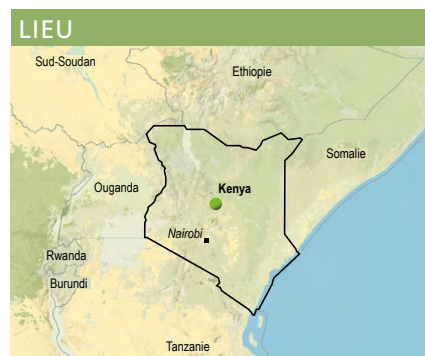 LIEU
Sud-Soudan
Ethiopie
Somalie
Ouganda
Kenya
Nairobi
Rwanda
Burundi
Tanzanie